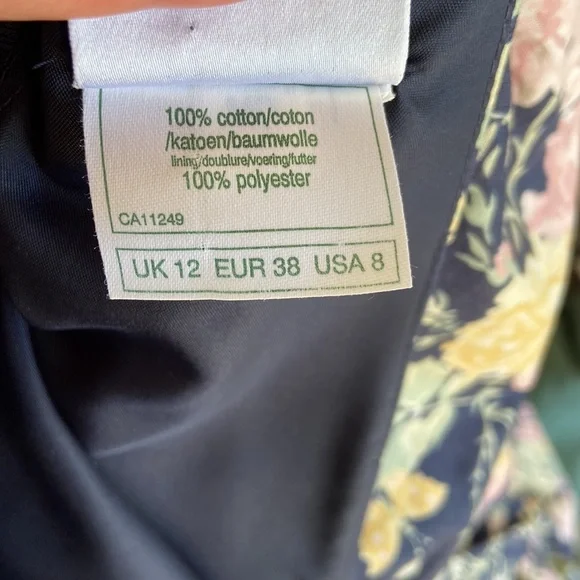 100% cotton/coton
/katoen/baumwolle
lining/doublure/voering/futter
100% polyester
CA11249
UK 12 EUR 38 USA 8